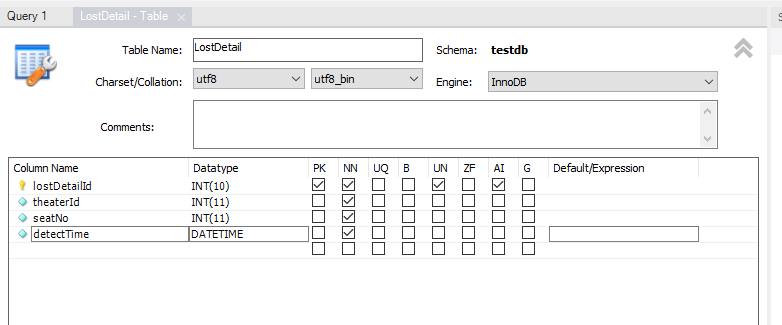 Query 1 LostDetail - Table ×
Table Name: LostDetail Schema: testdb
Charset/Collation: utf8 utf8_bin Engine: InnoDB
Comments:
Column Name Datatype PK NN UQ B UN ZF AI G Default/Expression
lostDetailId INT(10)
theaterId INT(11)
seatNo INT(11)
detectTime DATETIME